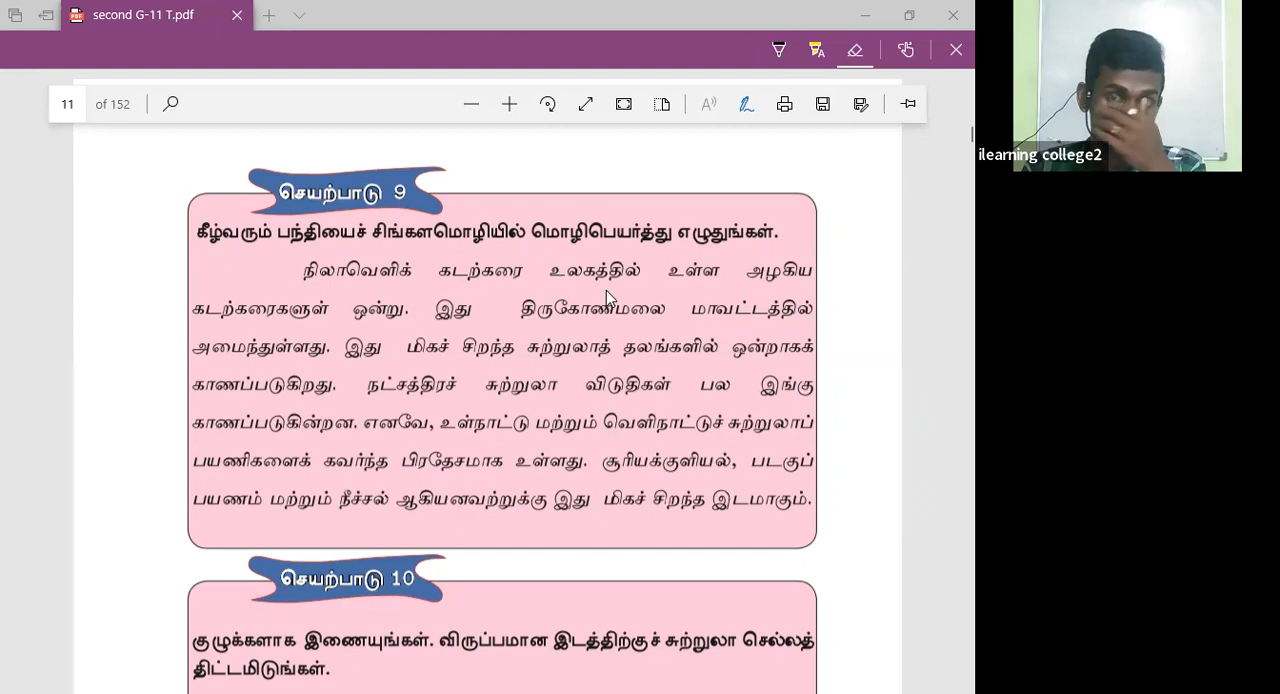 second G-11 T.pdf
11 of 152
ilearning college2
செயற்பாடு 9
கீழ்வரும் பந்தியைச் சிங்களமொழியில் மொழிபெயர்த்து எழுதுங்கள்.
நிலாவெளிக் கடற்கரை உலகத்தில் உள்ள அழகிய
கடற்கரைகளுள் ஒன்று. இது திருகோணமலை மாவட்டத்தில்
அமைந்துள்ளது. இது மிகச் சிறந்த சுற்றுலாத் தலங்களில் ஒன்றாகக்
காணப்படுகிறது. நட்சத்திரச் சுற்றுலா விடுதிகள் பல இங்கு
காணப்படுகின்றன. எனவே, உள்நாட்டு மற்றும் வெளிநாட்டுச் சுற்றுலாப்
பயணிகளைக் கவர்ந்த பிரதேசமாக உள்ளது. சூரியக்குளியல், படகுப்
பயணம் மற்றும் நீச்சல் ஆகியனவற்றுக்கு இது மிகச் சிறந்த இடமாகும்.
செயற்பாடு 10
குழுக்களாக இணையுங்கள். விருப்பமான இடத்திற்குச் சுற்றுலா செல்லத்
திட்டமிடுங்கள்.